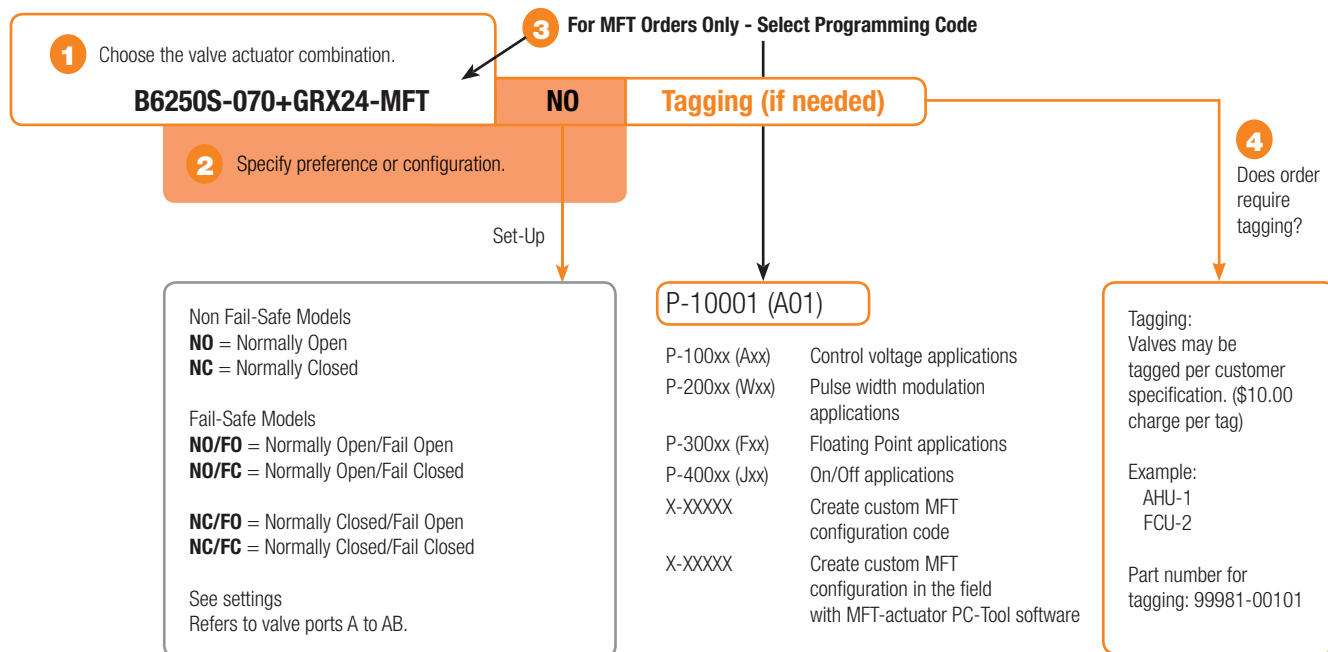 1 Choose the valve actuator combination.
3 For MFT Orders Only - Select Programming Code
B6250S-070+GRX24-MFT NO Tagging (if needed)
2 Specify preference or configuration.
Set-Up
4
Does order
require
tagging?
Non Fail-Safe Models
NO = Normally Open
NC = Normally Closed
Fail-Safe Models
NO/FO = Normally Open/Fail Open
NO/FC = Normally Open/Fail Closed
NC/FO = Normally Closed/Fail Open
NC/FC = Normally Closed/Fail Closed
See settings
Refers to valve ports A to AB.
P-10001 (A01)
P-100xx (Axx) Control voltage applications
P-200xx (Wxx) Pulse width modulation
applications
P-300xx (Fxx) Floating Point applications
P-400xx (Jxx) On/Off applications
X-XXXXX Create custom MFT
configuration code
X-XXXXX Create custom MFT
configuration in the field
with MFT-actuator PC-Tool software
Tagging:
Valves may be
tagged per customer
specification. ($10.00
charge per tag)
Example:
AHU-1
FCU-2
Part number for
tagging: 99981-00101